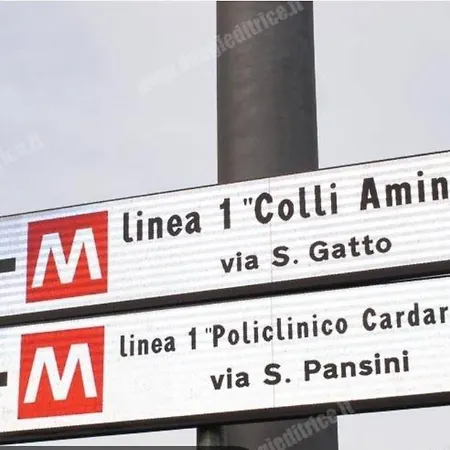 M linea 1 "Colli Amin
via S. Gatto
M linea 1 "Policlinico Cardar
via S. Pansini